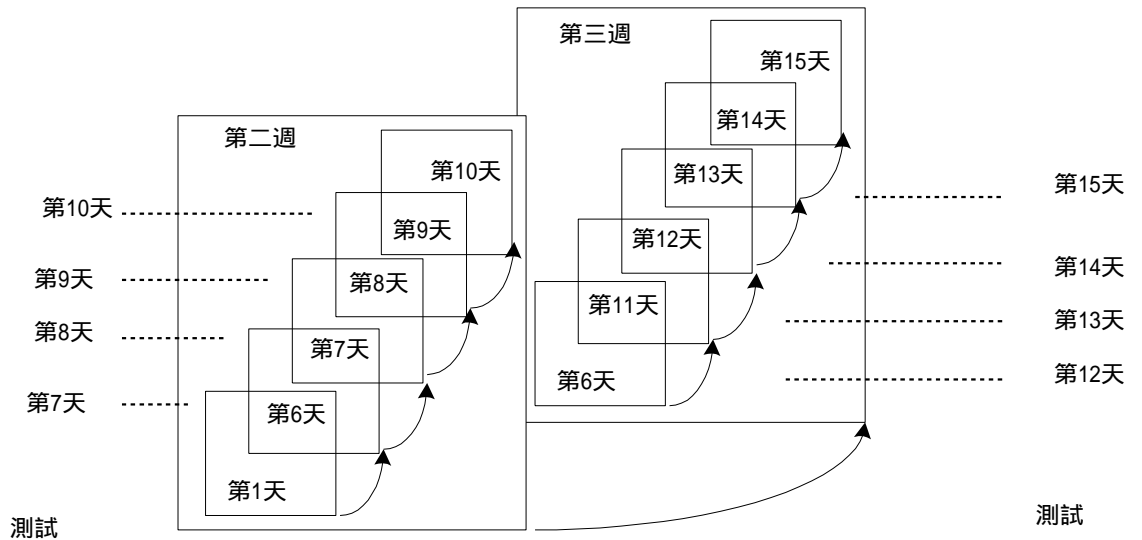 第三週
第15天
第14天
第13天
第12天
第11天
第6天
第二週
第10天
第9天
第8天
第7天
第6天
第1天
第10天
第9天
第8天
第7天
測試
第15天
第14天
第13天
第12天
測試